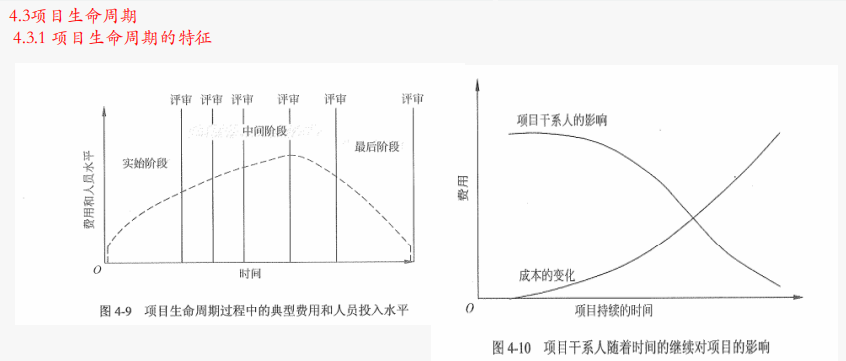 4.3项目生命周期
4.3.1 项目生命周期的特征
评审 评审 评审 评审 评审 评审
中间阶段
最后阶段
实始阶段
费用和人员水平
O
时间
图 4-9 项目生命周期过程中的典型费用和人员投入水平
项目干系人的影响
费用
成本的变化
O
项目持续的时间
图 4-10 项目干系人随着时间的继续对项目的影响